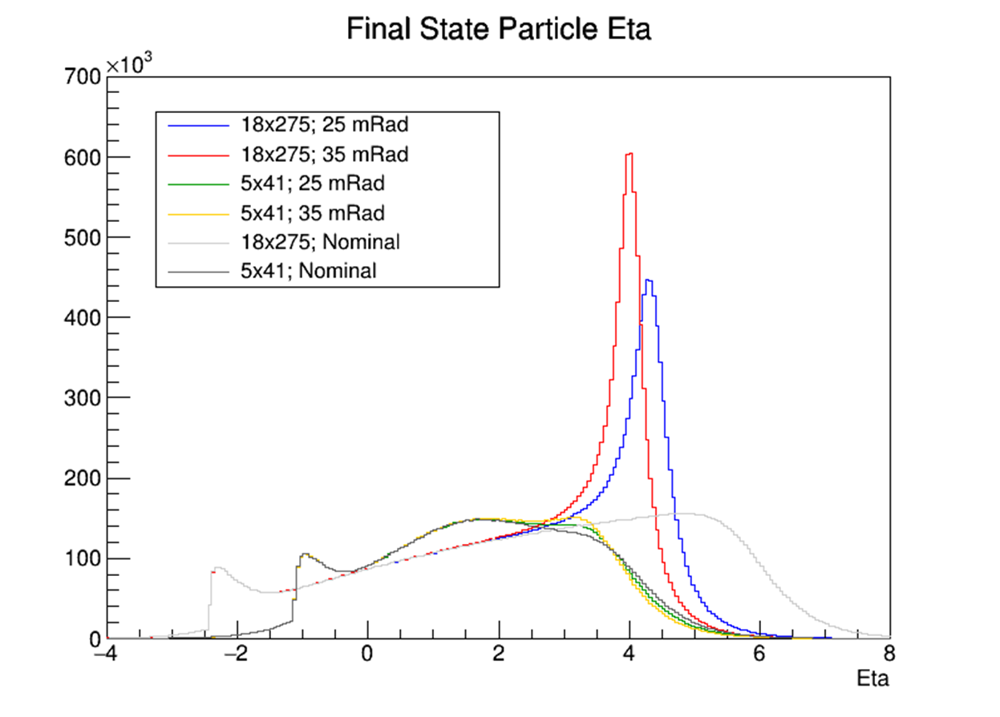 Final State Particle Eta
×10³
700
600
500
400
300
200
100
0
18x275; 25 mRad
18x275; 35 mRad
5x41; 25 mRad
5x41; 35 mRad
18x275; Nominal
5x41; Nominal
−4 −2 0 2 4 6 8
Eta